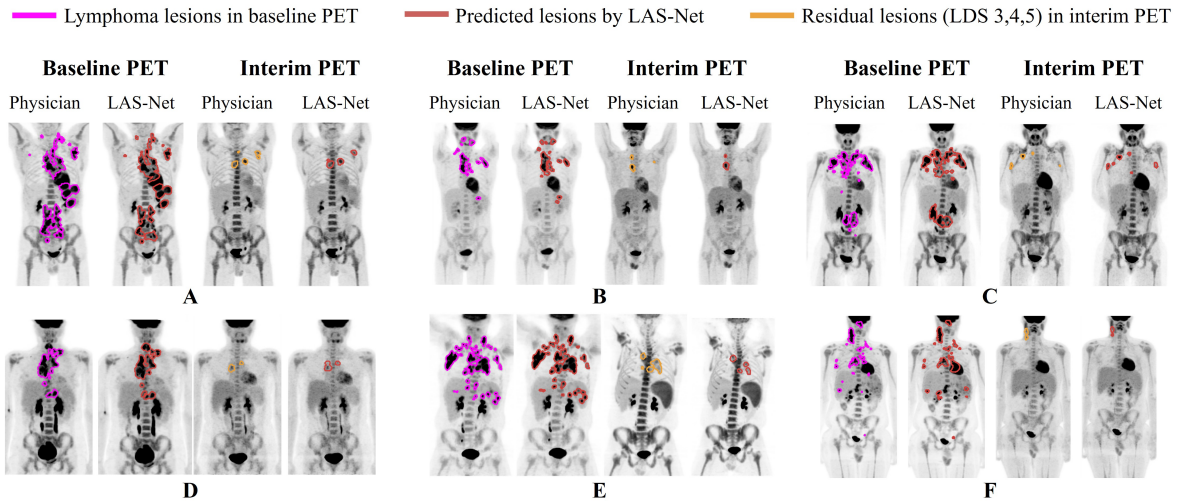 Lymphoma lesions in baseline PET
Predicted lesions by LAS-Net
Residual lesions (LDS 3,4,5) in interim PET
Baseline PET Interim PET
Physician LAS-Net Physician LAS-Net
A
Baseline PET Interim PET
Physician LAS-Net Physician LAS-Net
B
Baseline PET Interim PET
Physician LAS-Net Physician LAS-Net
C
D
E
F